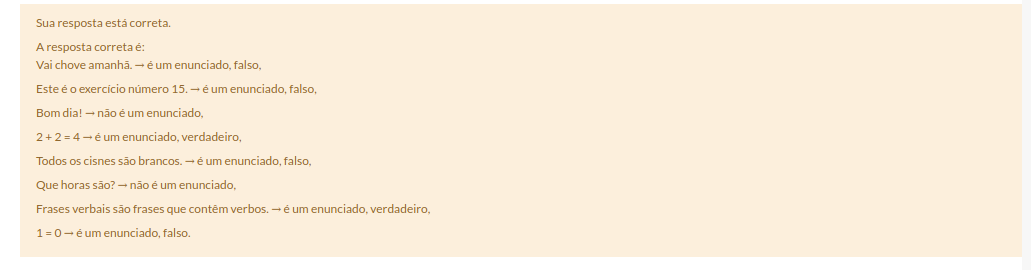 Sua resposta está correta.
A resposta correta é:
Vai chove amanhã. → é um enunciado, falso,
Este é o exercício número 15. → é um enunciado, falso,
Bom dia! → não é um enunciado,
2 + 2 = 4 → é um enunciado, verdadeiro,
Todos os cisnes são brancos. → é um enunciado, falso,
Que horas são? → não é um enunciado,
Frases verbais são frases que contêm verbos. → é um enunciado, verdadeiro,
1 = 0 → é um enunciado, falso.